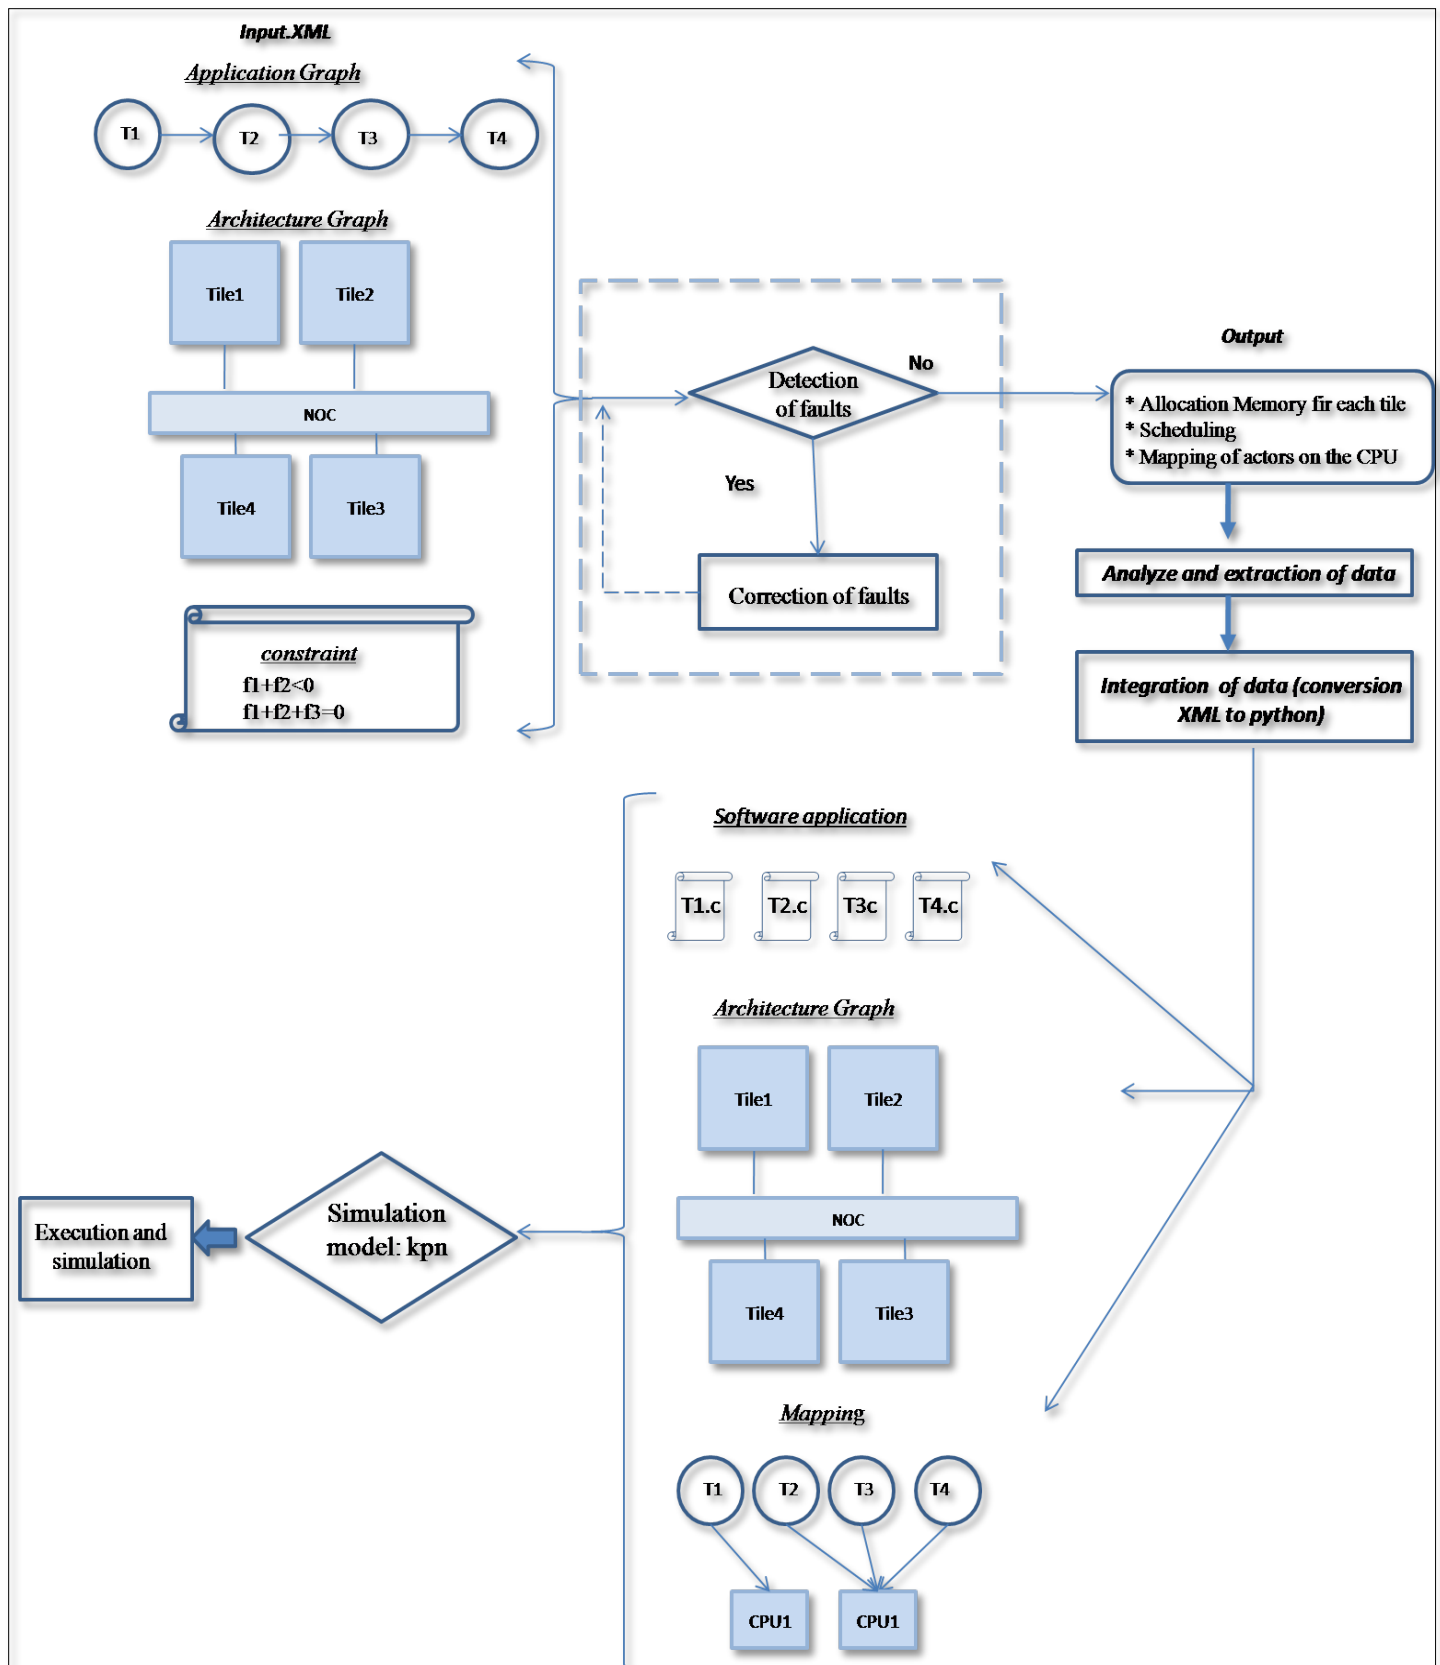 Input.XML
Application Graph
T1
T2
T3
T4
Architecture Graph
Tile1
Tile2
NOC
Tile4
Tile3
constraint
f1+f2<0
f1+f2+f3=0
Detection
of faults
No
Yes
Correction of faults
Output
* Allocation Memory fir each tile
* Scheduling
* Mapping of actors on the CPU
Analyze and extraction of data
Integration of data (conversion
XML to python)
Software application
T1.c
T2.c
T3c
T4.c
Architecture Graph
Tile1
Tile2
NOC
Tile4
Tile3
Simulation
model: kpn
Execution and
simulation
Mapping
T1
T2
T3
T4
CPU1
CPU1